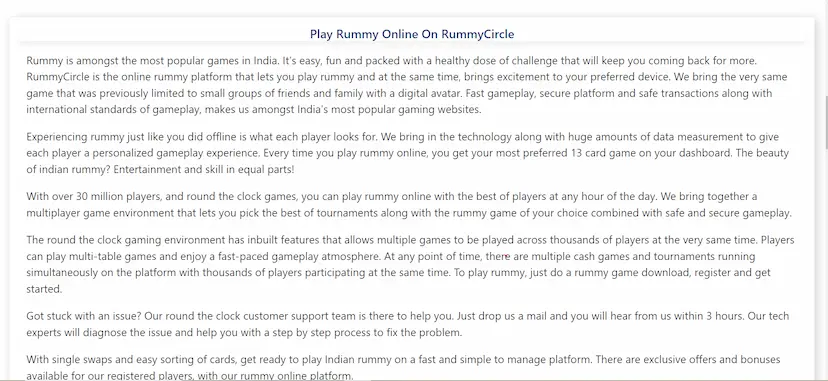 Play Rummy Online On RummyCircle
Rummy is amongst the most popular games in India. It's easy, fun and packed with a healthy dose of challenge that will keep you coming back for more.
RummyCircle is the online rummy platform that lets you play rummy and at the same time, brings excitement to your preferred device. We bring the very same
game that was previously limited to small groups of friends and family with a digital avatar. Fast gameplay, secure platform and safe transactions along with
international standards of gameplay, makes us amongst India's most popular gaming websites.
Experiencing rummy just like you did offline is what each player looks for. We bring in the technology along with huge amounts of data measurement to give
each player a personalized gameplay experience. Every time you play rummy online, you get your most preferred 13 card game on your dashboard. The beauty
of indian rummy? Entertainment and skill in equal parts!
With over 30 million players, and round the clock games, you can play rummy online with the best of players at any hour of the day. We bring together a
multiplayer game environment that lets you pick the best of tournaments along with the rummy game of your choice combined with safe and secure gameplay.
The round the clock gaming environment has inbuilt features that allows multiple games to be played across thousands of players at the very same time. Players
can play multi-table games and enjoy a fast-paced gameplay atmosphere. At any point of time, there are multiple cash games and tournaments running
simultaneously on the platform with thousands of players participating at the same time. To play rummy, just do a rummy game download, register and get
started.
Got stuck with an issue? Our round the clock customer support team is there to help you. Just drop us a mail and you will hear from us within 3 hours. Our tech
experts will diagnose the issue and help you with a step by step process to fix the problem.
With single swaps and easy sorting of cards, get ready to play Indian rummy on a fast and simple to manage platform. There are exclusive offers and bonuses
available for our registered players, with our rummy online platform.